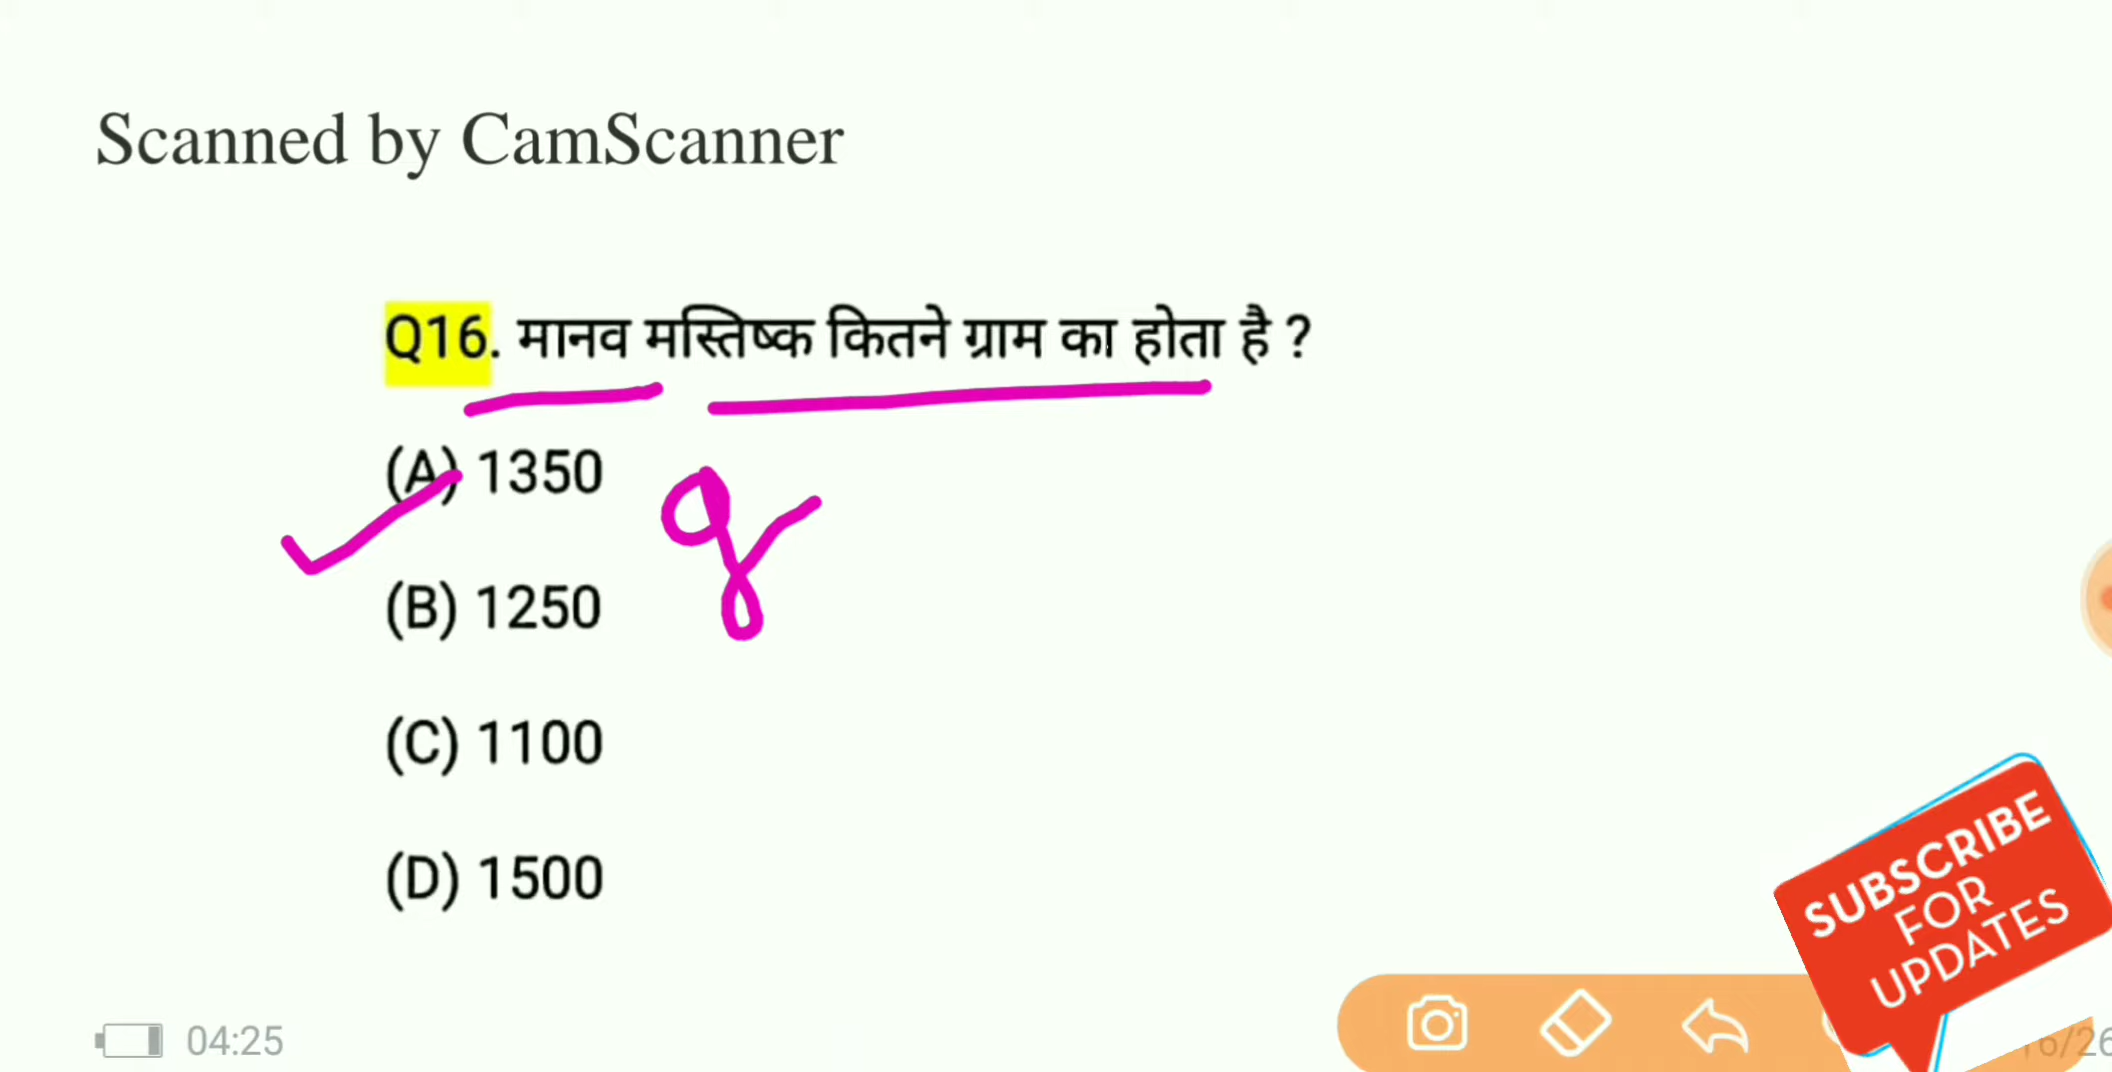 Scanned by CamScanner
Q16. मानव मस्तिष्क कितने ग्राम का होता है ?
(A) 1350
g
(B) 1250
(C) 1100
(D) 1500
SUBSCRIBE
FOR
UPDATES
04:25